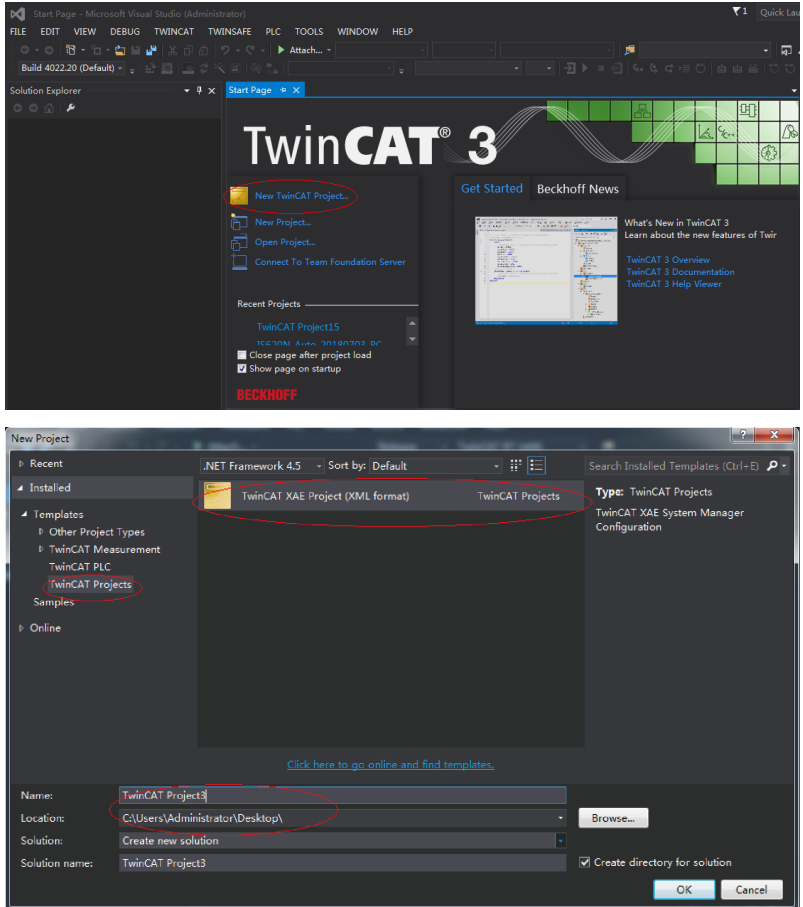 Start Page - Microsoft Visual Studio (Administrator)
1 Quick Lau
FILE EDIT VIEW DEBUG TWINCAT TWINSAFE PLC TOOLS WINDOW HELP
Attach...
Build 4022.20 (Default)
Solution Explorer
Start Page
TwinCAT® 3
New TwinCAT Project...
New Project...
Open Project...
Connect To Team Foundation Server
Recent Projects
TwinCAT Project15
IS620N_Auto_20180703_PC
Close page after project load
Show page on startup
BECKHOFF
Get Started Beckhoff News
What's New in TwinCAT 3
Learn about the new features of Twir
TwinCAT 3 Overview
TwinCAT 3 Documentation
TwinCAT 3 Help Viewer
New Project
Recent
.NET Framework 4.5 Sort by: Default
Search Installed Templates (Ctrl+E)
Installed
Templates
Other Project Types
TwinCAT Measurement
TwinCAT PLC
TwinCAT Projects
Samples
Online
TwinCAT XAE Project (XML format) TwinCAT Projects
Type: TwinCAT Projects
TwinCAT XAE System Manager
Configuration
Click here to go online and find templates.
Name: TwinCAT Project3
Location: C:\Users\Administrator\Desktop\
Browse...
Solution: Create new solution
Solution name: TwinCAT Project3
Create directory for solution
OK Cancel